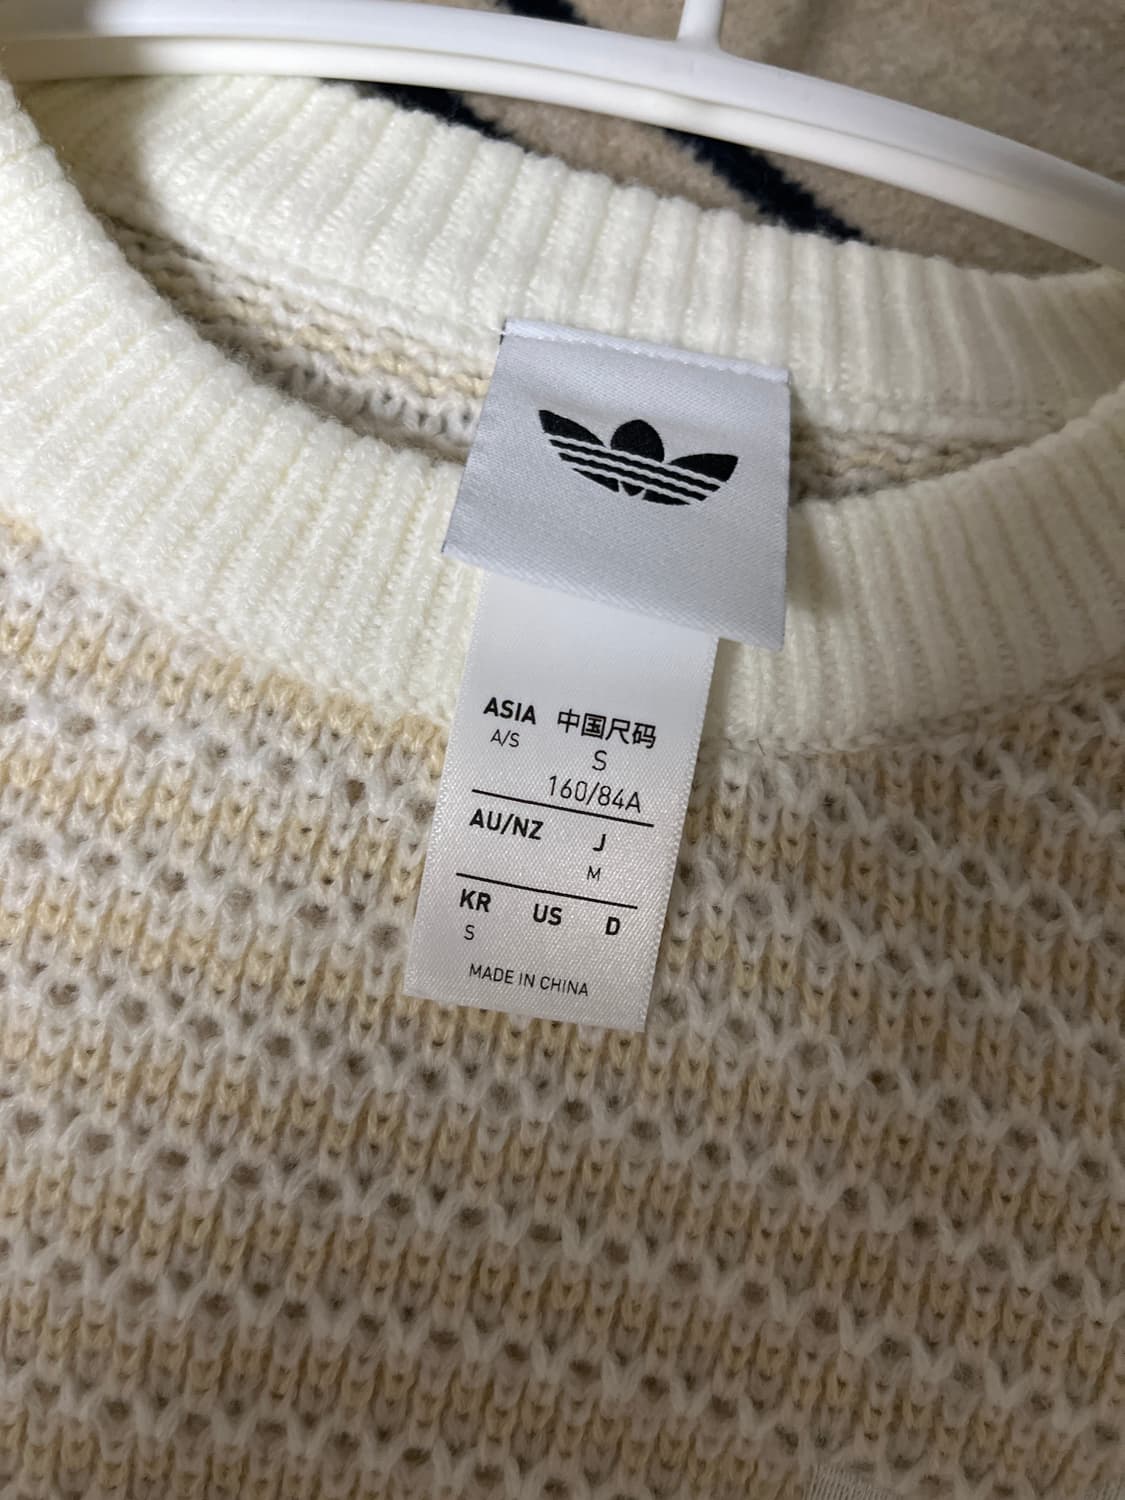 ASIA 中国尺码
A/S S
160/84A
AU/NZ J
M
KR US D
S
MADE IN CHINA